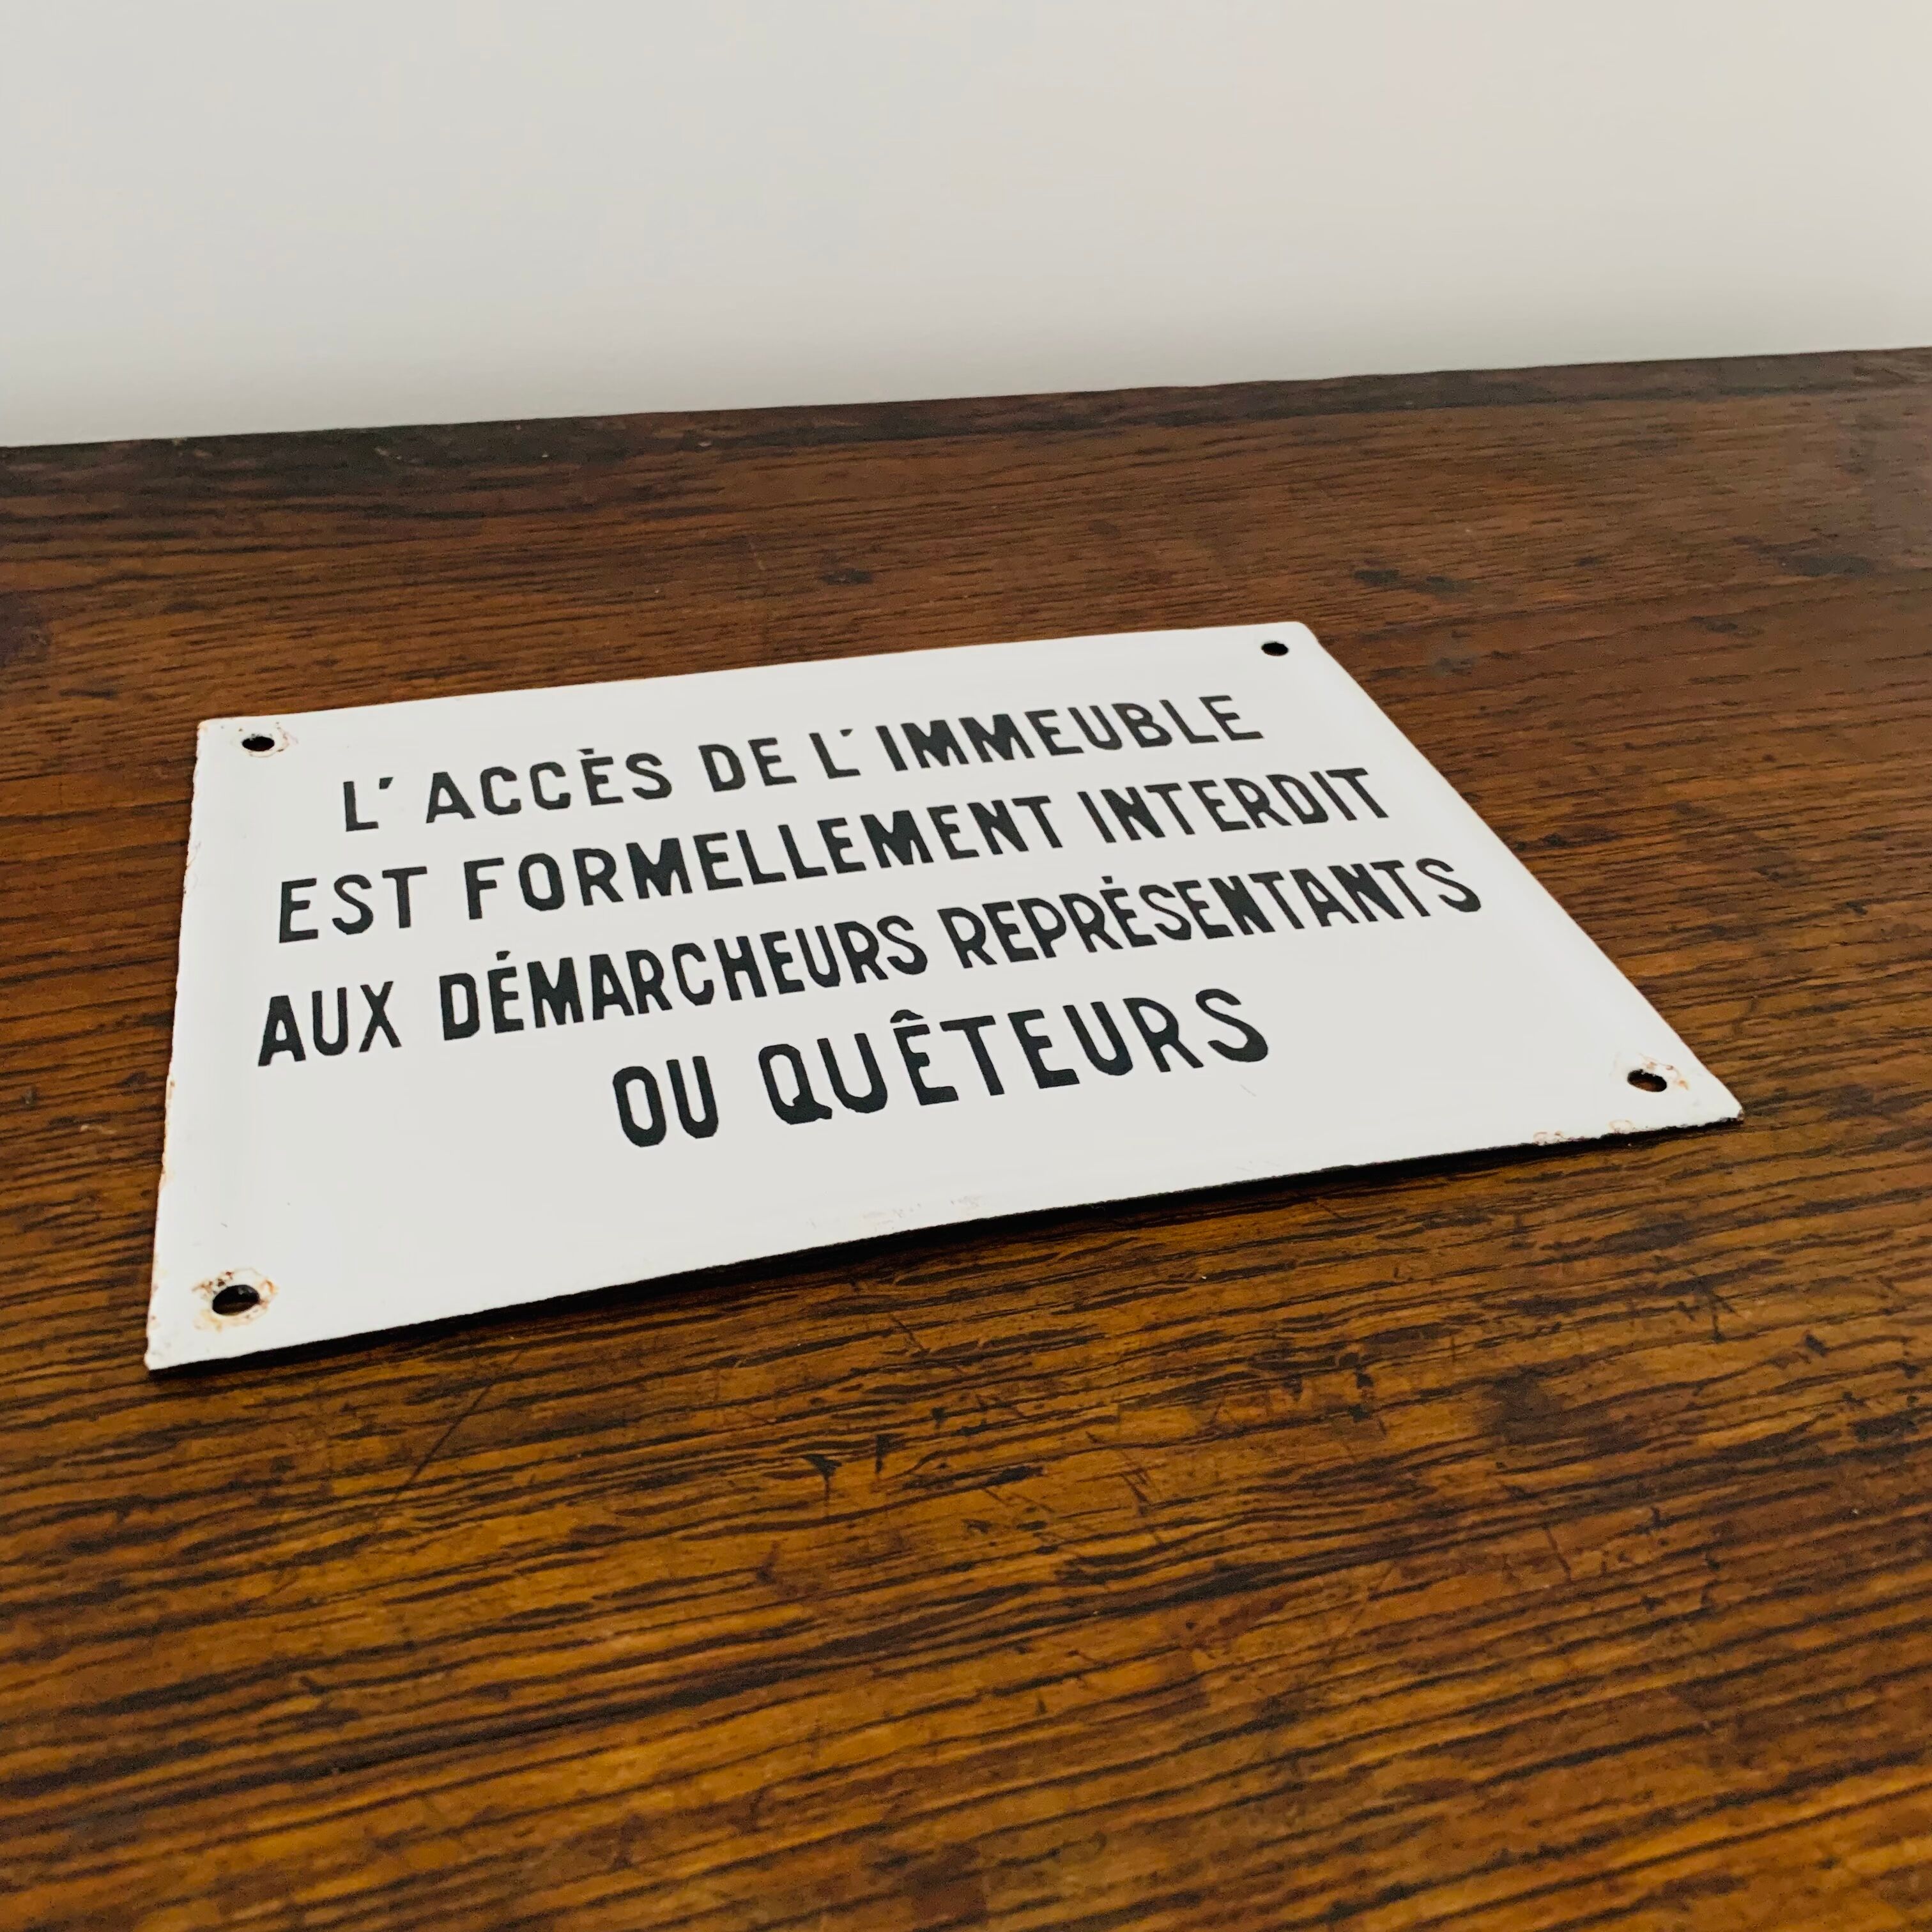 L'ACCÈS DE L'IMMEUBLE
EST FORMELLEMENT INTERDIT
AUX DÉMARCHEURS REPRÉSENTANTS
OU QUÊTEURS